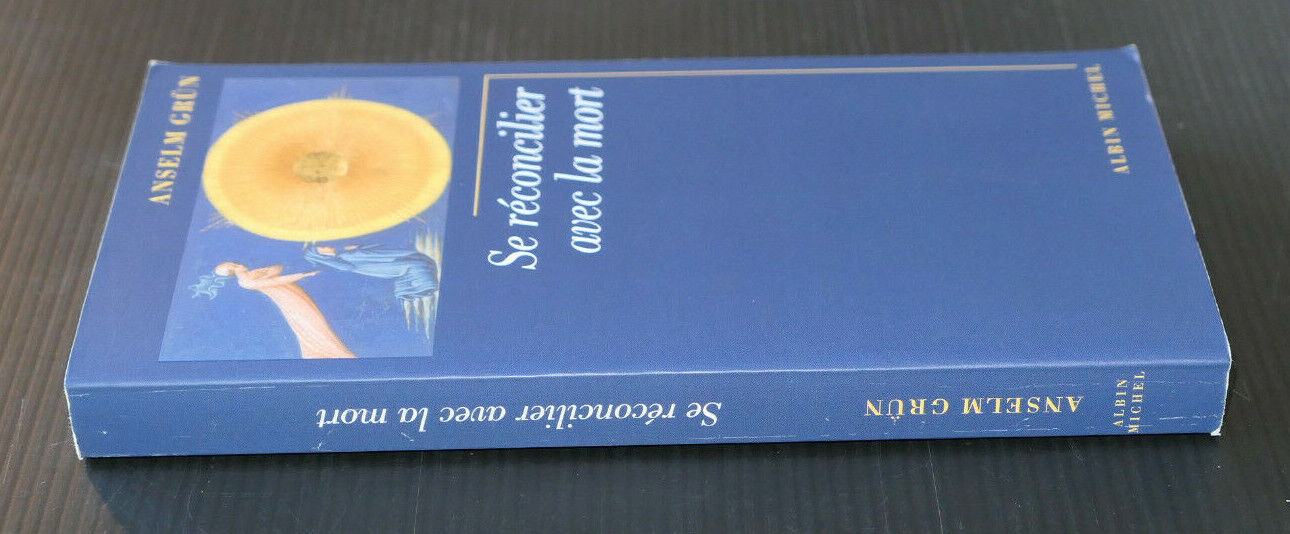 ANSELM GRÜN
Se réconcilier
avec la mort
ALBIN MICHEL
Se réconcilier avec la mort
ANSELM GRÜN
ALBIN
MICHEL